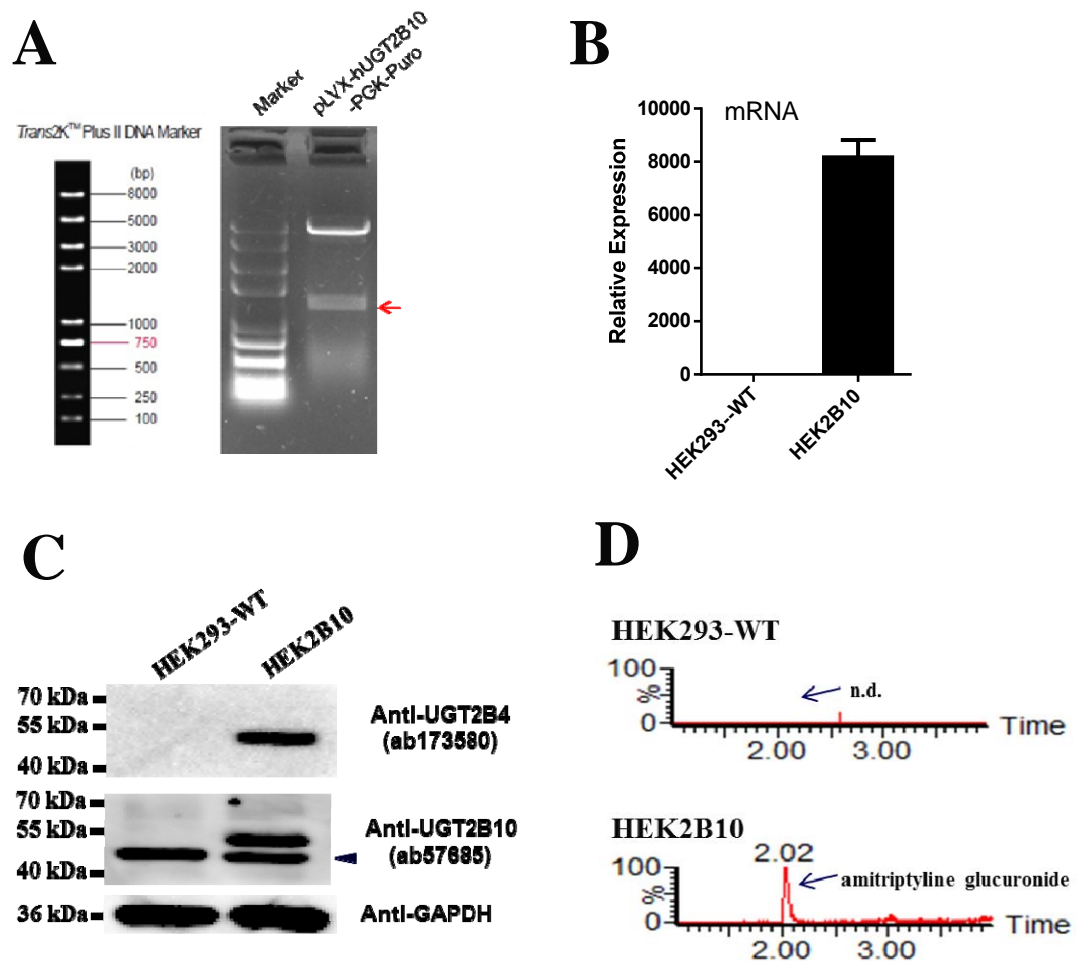 A
Marker
pLVX-hUGT2B10
-PGK-Puro
Trans2K™ Plus II DNA Marker
(bp)
8000
5000
3000
2000
1000
750
500
250
100
B
mRNA
Relative Expression
10000
8000
6000
4000
2000
0
HEK293--WT
HEK2B10
C
HEK293-WT
HEK2B10
70 kDa
55 kDa
40 kDa
Anti-UGT2B4
(ab173580)
70 kDa
55 kDa
40 kDa
Anti-UGT2B10
(ab57685)
36 kDa
Anti-GAPDH
D
HEK293-WT
100
%
0
n.d.
Time
2.00 3.00
HEK2B10
100
%
0
2.02
amitriptyline glucuronide
Time
2.00 3.00